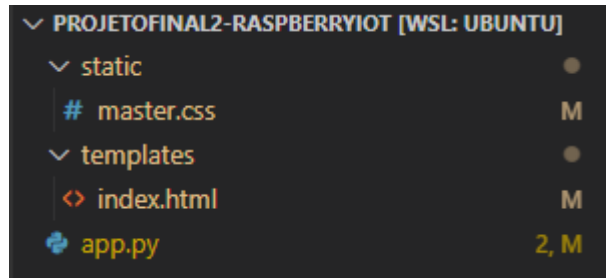 PROJETOFINAL2-RASPBERRYIOT [WSL: UBUNTU]
static
# master.css M
templates
<> index.html M
app.py 2, M